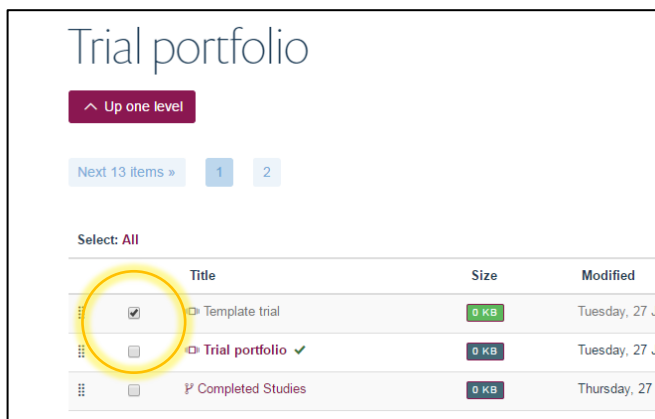 Trial portfolio
Up one level
Next 13 items » 1 2
Select: All
Title Size Modified
Template trial 0 KB Tuesday, 27 J
Trial portfolio 0 KB Tuesday, 27 J
Completed Studies 0 KB Thursday, 27